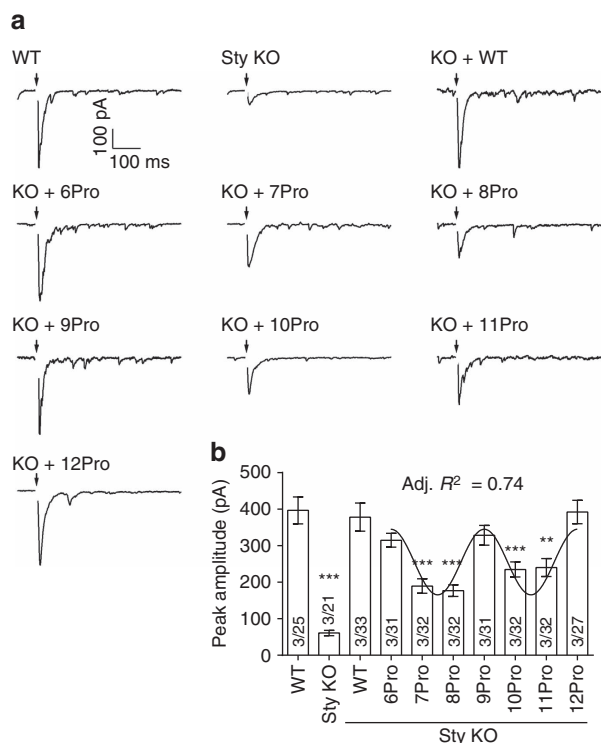 a
WT
Sty KO
KO + WT
100 pA
100 ms
KO + 6Pro
KO + 7Pro
KO + 8Pro
KO + 9Pro
KO + 10Pro
KO + 11Pro
KO + 12Pro
b
Adj. R² = 0.74
Peak amplitude (pA)
500
400
300
200
100
0
***
***
***
***
**
3/25
3/21
3/33
3/31
3/32
3/32
3/31
3/32
3/32
3/27
WT
Sty KO
WT
6Pro
7Pro
8Pro
9Pro
10Pro
11Pro
12Pro
Sty KO